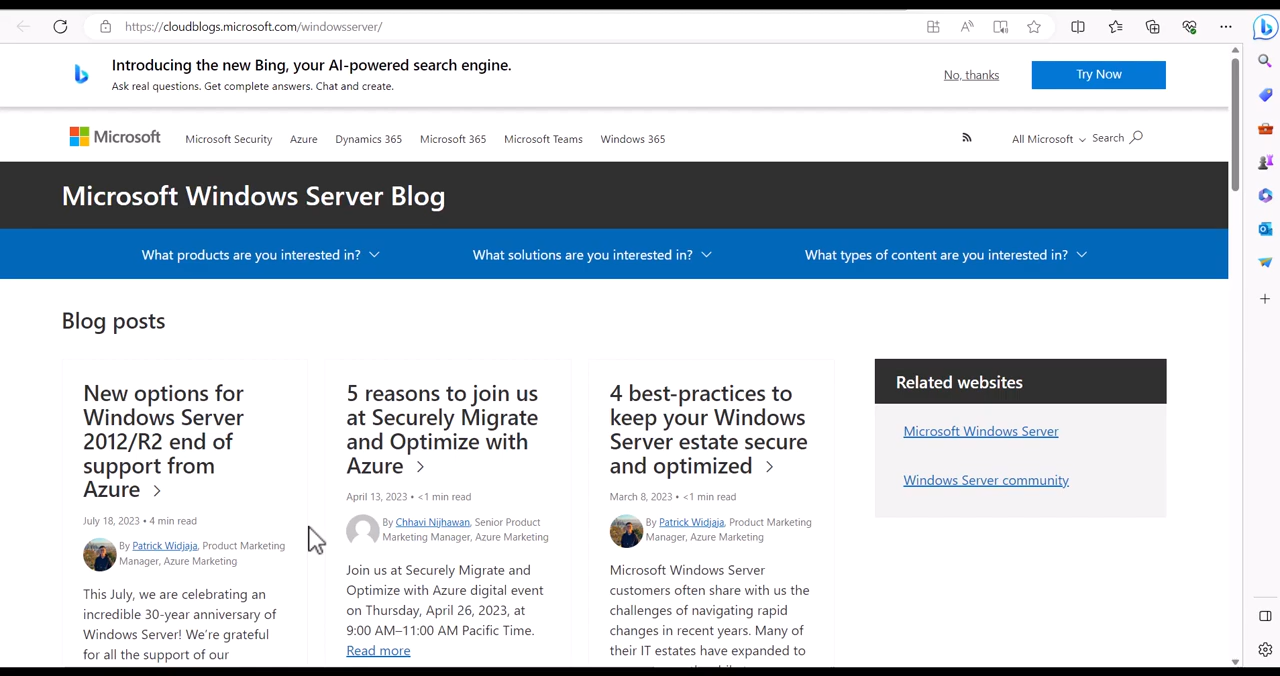 https://cloudblogs.microsoft.com/windowsserver/
Introducing the new Bing, your AI-powered search engine.
Ask real questions. Get complete answers. Chat and create.
No, thanks
Try Now
Microsoft
Microsoft Security
Azure
Dynamics 365
Microsoft 365
Microsoft Teams
Windows 365
All Microsoft
Search
Microsoft Windows Server Blog
What products are you interested in?
What solutions are you interested in?
What types of content are you interested in?
Blog posts
New options for
Windows Server
2012/R2 end of
support from
Azure
July 18, 2023 • 4 min read
By Patrick Widjaja, Product Marketing
Manager, Azure Marketing
This July, we are celebrating an
incredible 30-year anniversary of
Windows Server! We’re grateful
for all the support of our
5 reasons to join us
at Securely Migrate
and Optimize with
Azure
April 13, 2023 • <1 min read
By Chhavi Nijhawan, Senior Product
Marketing Manager, Azure Marketing
Join us at Securely Migrate and
Optimize with Azure digital event
on Thursday, April 26, 2023, at
9:00 AM–11:00 AM Pacific Time.
Read more
4 best-practices to
keep your Windows
Server estate secure
and optimized
March 8, 2023 • <1 min read
By Patrick Widjaja, Product Marketing
Manager, Azure Marketing
Microsoft Windows Server
customers often share with us the
challenges of navigating rapid
changes in recent years. Many of
their IT estates have expanded to
Related websites
Microsoft Windows Server
Windows Server community